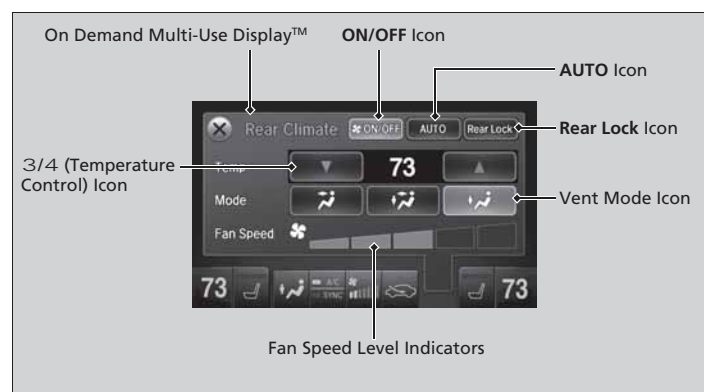 On Demand Multi-Use Display™
ON/OFF Icon
AUTO Icon
Rear Climate ON/OFF AUTO Rear Lock
Rear Lock Icon
3/4 (Temperature
Control) Icon
Temp 73
Mode
Vent Mode Icon
Fan Speed
73 A/C SYNC 73
Fan Speed Level Indicators